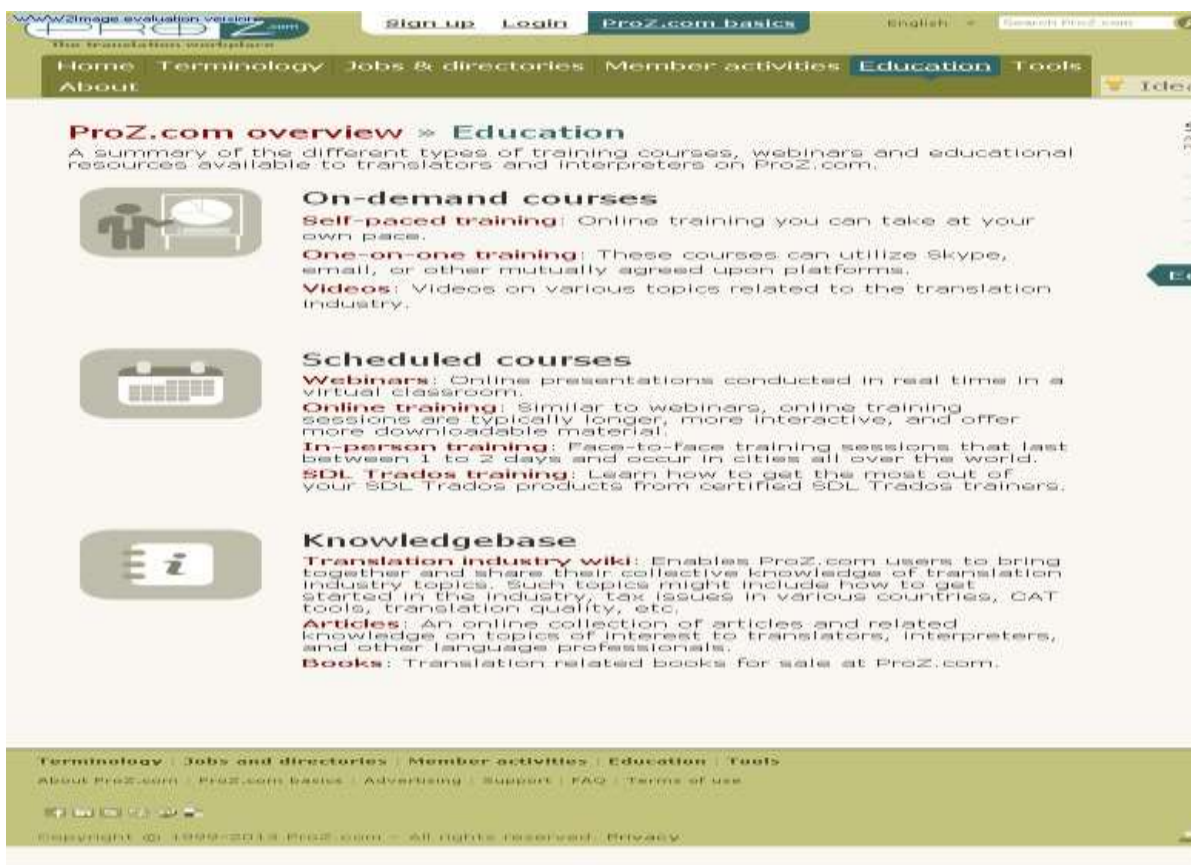 WWW2Image evaluation version
PROZ.com
The translation workplace
Sign up Login ProZ.com basics English Search ProZ.com
Home Terminology Jobs & directories Member activities Education Tools
About
Idea
ProZ.com overview » Education
A summary of the different types of training courses, webinars and educational
resources available to translators and interpreters on ProZ.com.
On-demand courses
Self-paced training: Online training you can take at your
own pace.
One-on-one training: These courses can utilize Skype,
email, or other mutually agreed upon platforms.
Videos: Videos on various topics related to the translation
industry.
Scheduled courses
Webinars: Online presentations conducted in real time in a
virtual classroom.
Online training: Similar to webinars, online training
sessions are typically longer, more interactive, and offer
more downloadable material.
In-person training: Face-to-face training sessions that last
between 1 to 2 days and occur in cities all over the world.
SDL Trados training: Learn how to get the most out of
your SDL Trados products from certified SDL Trados trainers.
Knowledgebase
Translation industry wiki: Enables ProZ.com users to bring
together and share their collective knowledge of translation
industry topics. Such topics might include how to get
started in the industry, tax issues in various countries, CAT
tools, translation quality, etc.
Articles: An online collection of articles and related
knowledge on topics of interest to translators, interpreters,
and other language professionals.
Books: Translation related books for sale at ProZ.com.
Terminology | Jobs and directories | Member activities | Education | Tools
About ProZ.com | ProZ.com basics | Advertising | Support | FAQ | Terms of use
Copyright © 1999-2013 ProZ.com - All rights reserved. Privacy